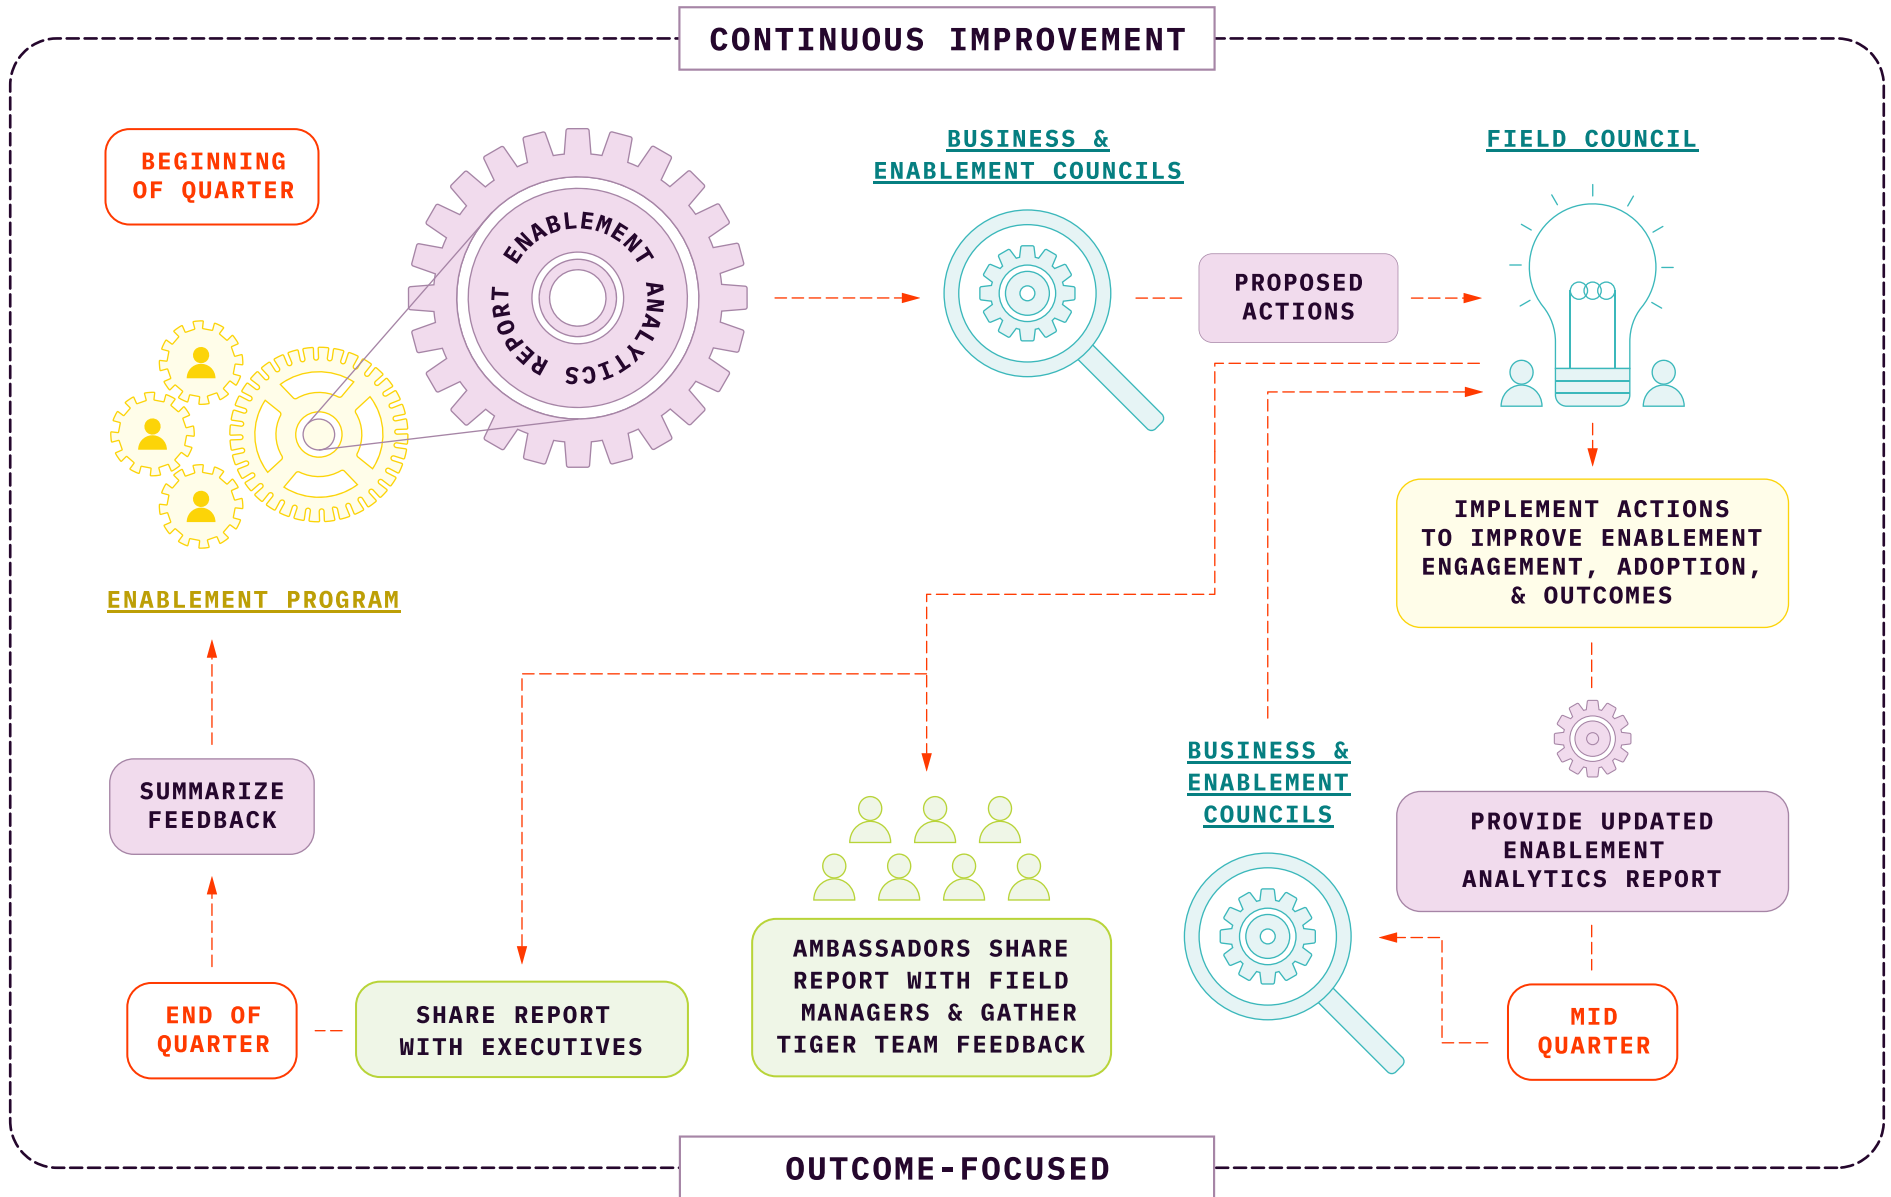 CONTINUOUS IMPROVEMENT
BEGINNING
OF QUARTER
ENABLEMENT ANALYTICS REPORT
BUSINESS &
ENABLEMENT COUNCILS
PROPOSED
ACTIONS
FIELD COUNCIL
IMPLEMENT ACTIONS
TO IMPROVE ENABLEMENT
ENGAGEMENT, ADOPTION,
& OUTCOMES
ENABLEMENT PROGRAM
SUMMARIZE
FEEDBACK
BUSINESS &
ENABLEMENT
COUNCILS
PROVIDE UPDATED
ENABLEMENT
ANALYTICS REPORT
END OF
QUARTER
SHARE REPORT
WITH EXECUTIVES
AMBASSADORS SHARE
REPORT WITH FIELD
MANAGERS & GATHER
TIGER TEAM FEEDBACK
MID
QUARTER
OUTCOME-FOCUSED